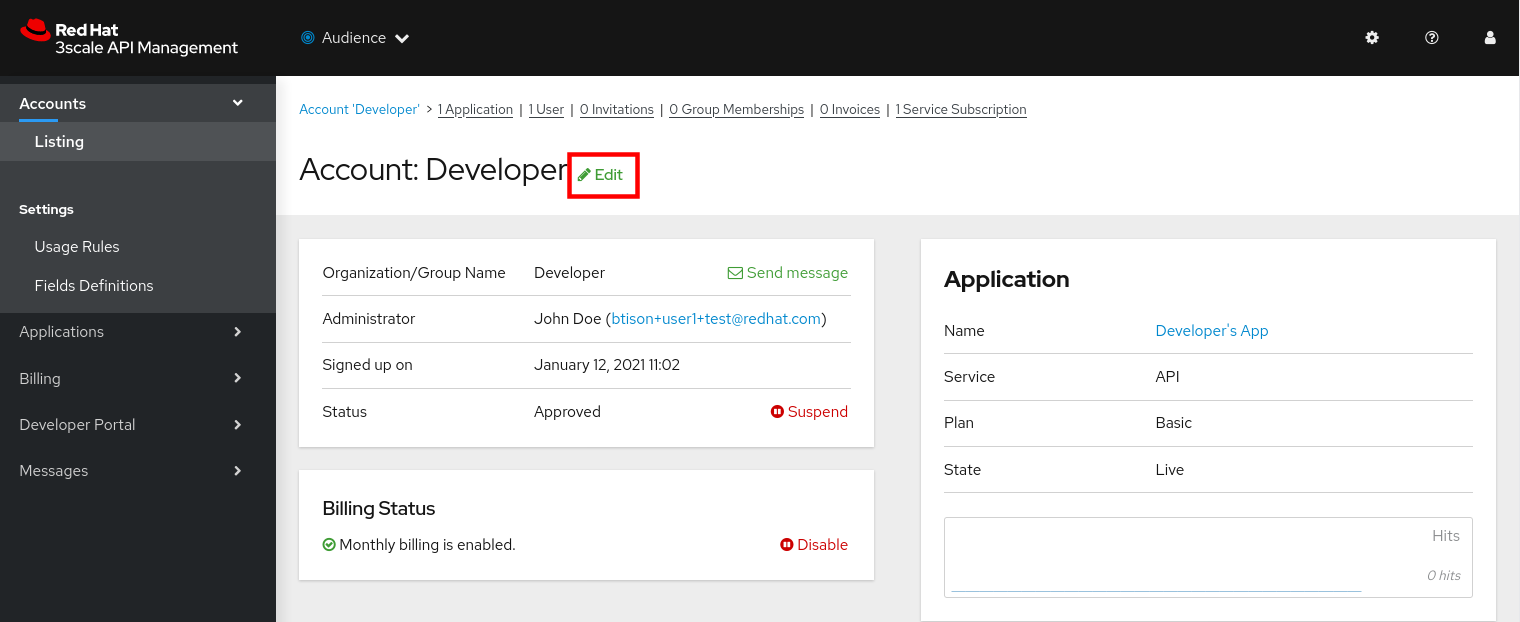 Red Hat
3scale API Management
Audience
Accounts
Listing
Settings
Usage Rules
Fields Definitions
Applications
Billing
Developer Portal
Messages
Account 'Developer' > 1 Application | 1 User | 0 Invitations | 0 Group Memberships | 0 Invoices | 1 Service Subscription
Account: Developer Edit
Organization/Group Name Developer Send message
Administrator John Doe (btison+user1+test@redhat.com)
Signed up on January 12, 2021 11:02
Status Approved Suspend
Billing Status
Monthly billing is enabled. Disable
Application
Name Developer's App
Service API
Plan Basic
State Live
Hits
0 hits